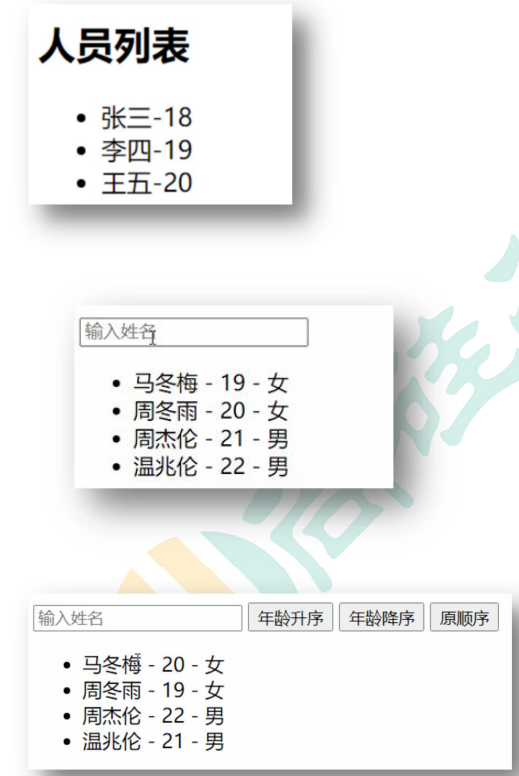 人员列表
张三-18
李四-19
王五-20
输入姓名
马冬梅 - 19 - 女
周冬雨 - 20 - 女
周杰伦 - 21 - 男
温兆伦 - 22 - 男
输入姓名 年龄升序 年龄降序 原顺序
马冬梅 - 20 - 女
周冬雨 - 19 - 女
周杰伦 - 22 - 男
温兆伦 - 21 - 男